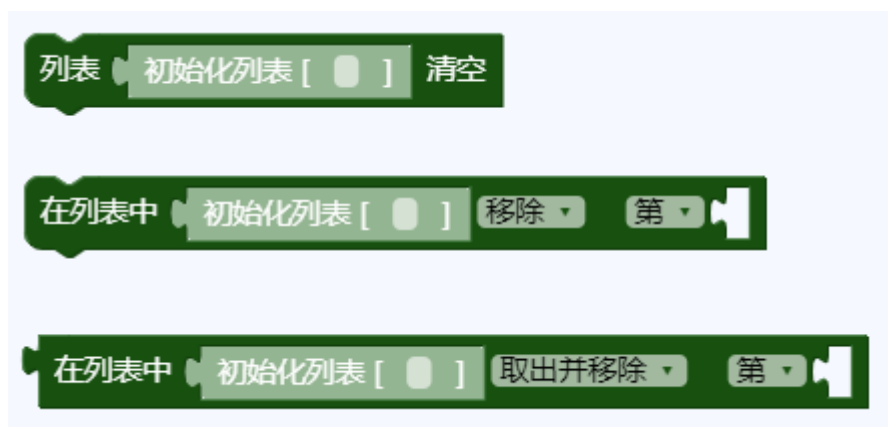 列表 初始化列表 [ ] 清空
在列表中 初始化列表 [ ] 移除 第
在列表中 初始化列表 [ ] 取出并移除 第